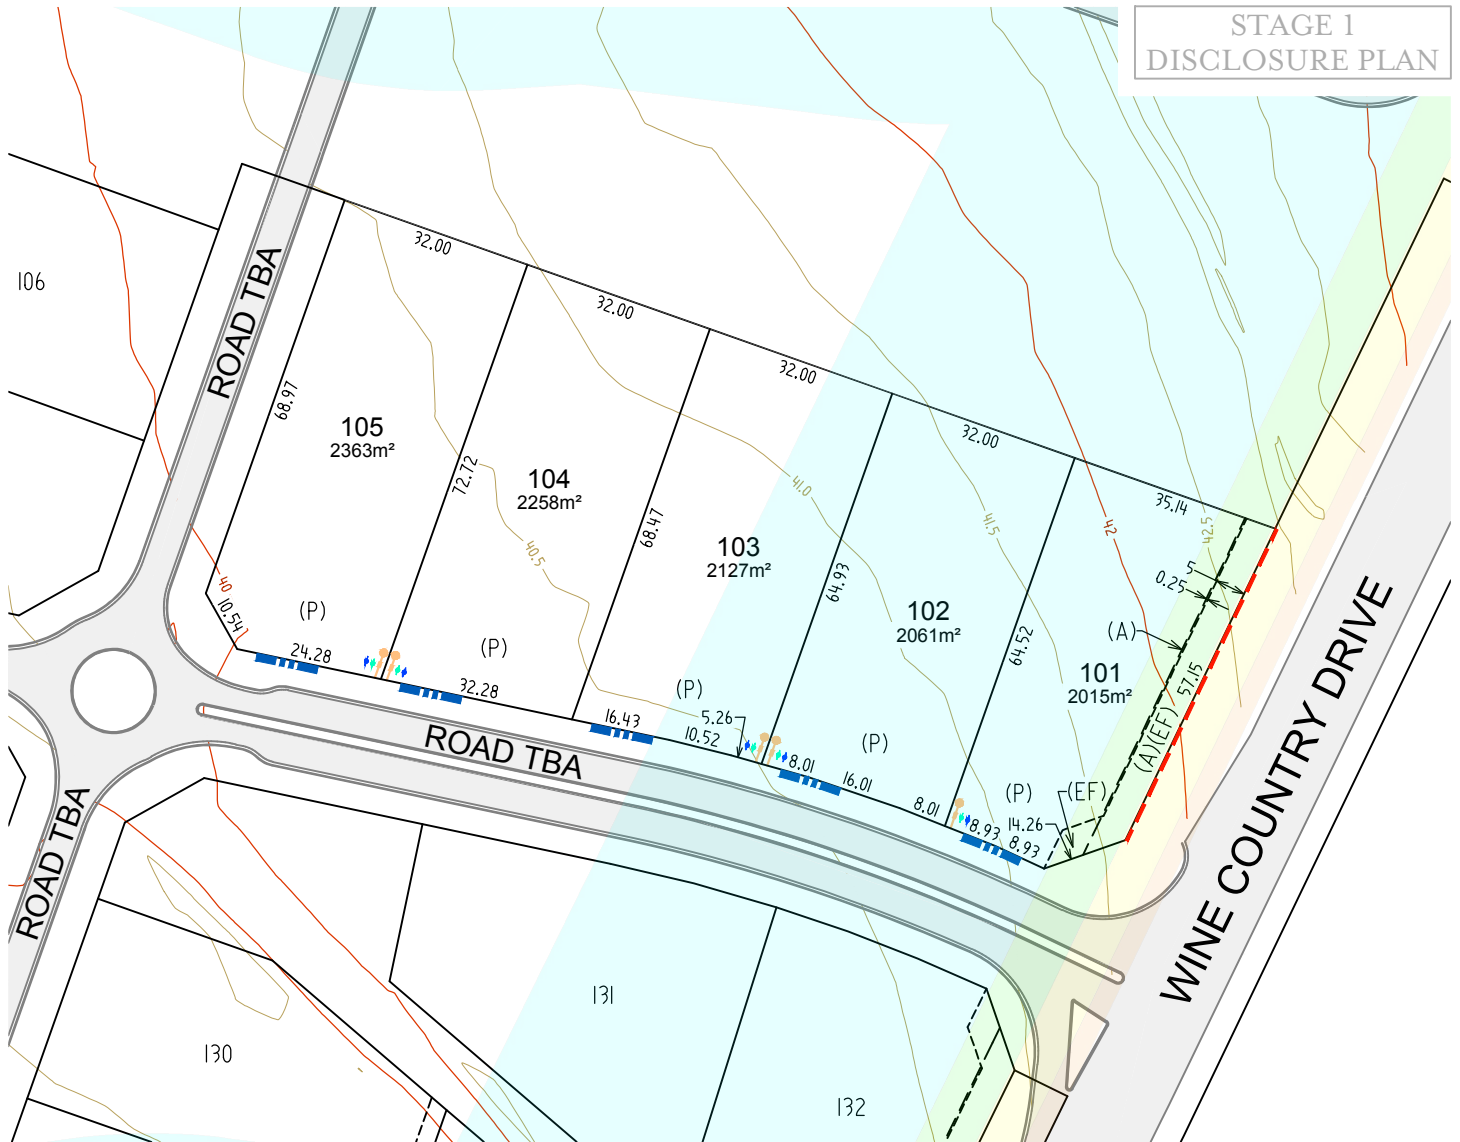 STAGE 1
DISCLOSURE PLAN
106
ROAD TBA
32.00
32.00
32.00
32.00
35.14
68.97
105
2363m²
72.72
104
2258m²
68.47
103
2127m²
64.93
102
2061m²
64.52
101
2015m²
41.0
41.5
42
42.5
40.5
40
5
0.25
(A)
57.15
(A)(EF)
10.54
(P)
24.28
(P)
32.28
(P)
16.43
5.26
10.52
(P)
8.01
16.01
8.01
(P)
(EF)
14.26
8.93
8.93
ROAD TBA
ROAD TBA
WINE COUNTRY DRIVE
131
130
132